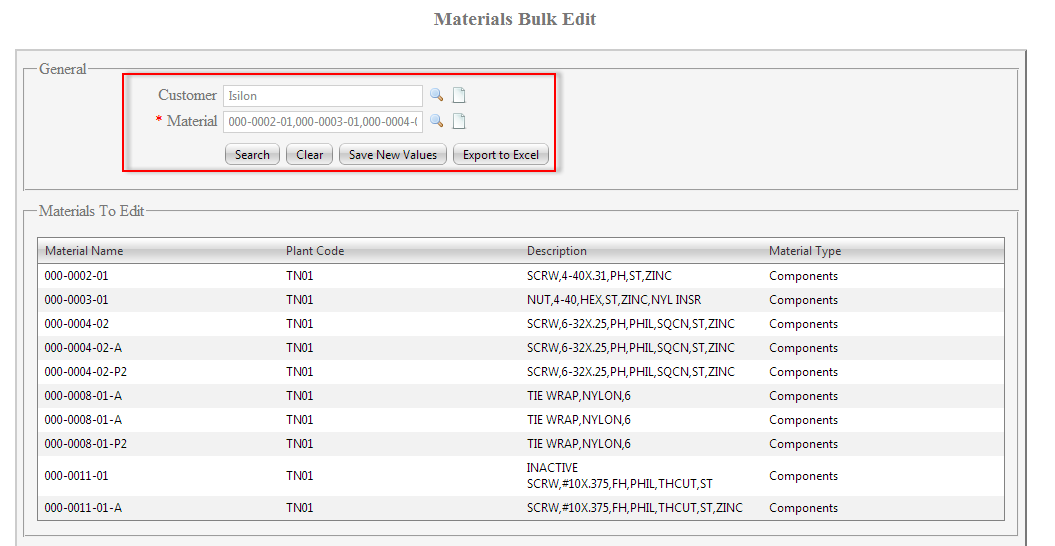 Materials Bulk Edit
General
Customer Isilon
* Material 000-0002-01,000-0003-01,000-0004-(
Search Clear Save New Values Export to Excel
Materials To Edit
Material Name Plant Code Description Material Type
000-0002-01 TN01 SCRW,4-40X.31,PH,ST,ZINC Components
000-0003-01 TN01 NUT,4-40,HEX,ST,ZINC,NYL INSR Components
000-0004-02 TN01 SCRW,6-32X.25,PH,PHIL,SQCN,ST,ZINC Components
000-0004-02-A TN01 SCRW,6-32X.25,PH,PHIL,SQCN,ST,ZINC Components
000-0004-02-P2 TN01 SCRW,6-32X.25,PH,PHIL,SQCN,ST,ZINC Components
000-0008-01-A TN01 TIE WRAP,NYLON,6 Components
000-0008-01-A TN01 TIE WRAP,NYLON,6 Components
000-0008-01-P2 TN01 TIE WRAP,NYLON,6 Components
000-0011-01 TN01 INACTIVE
SCRW,#10X.375,FH,PHIL,THCUT,ST Components
000-0011-01-A TN01 SCRW,#10X.375,FH,PHIL,THCUT,ST,ZINC Components